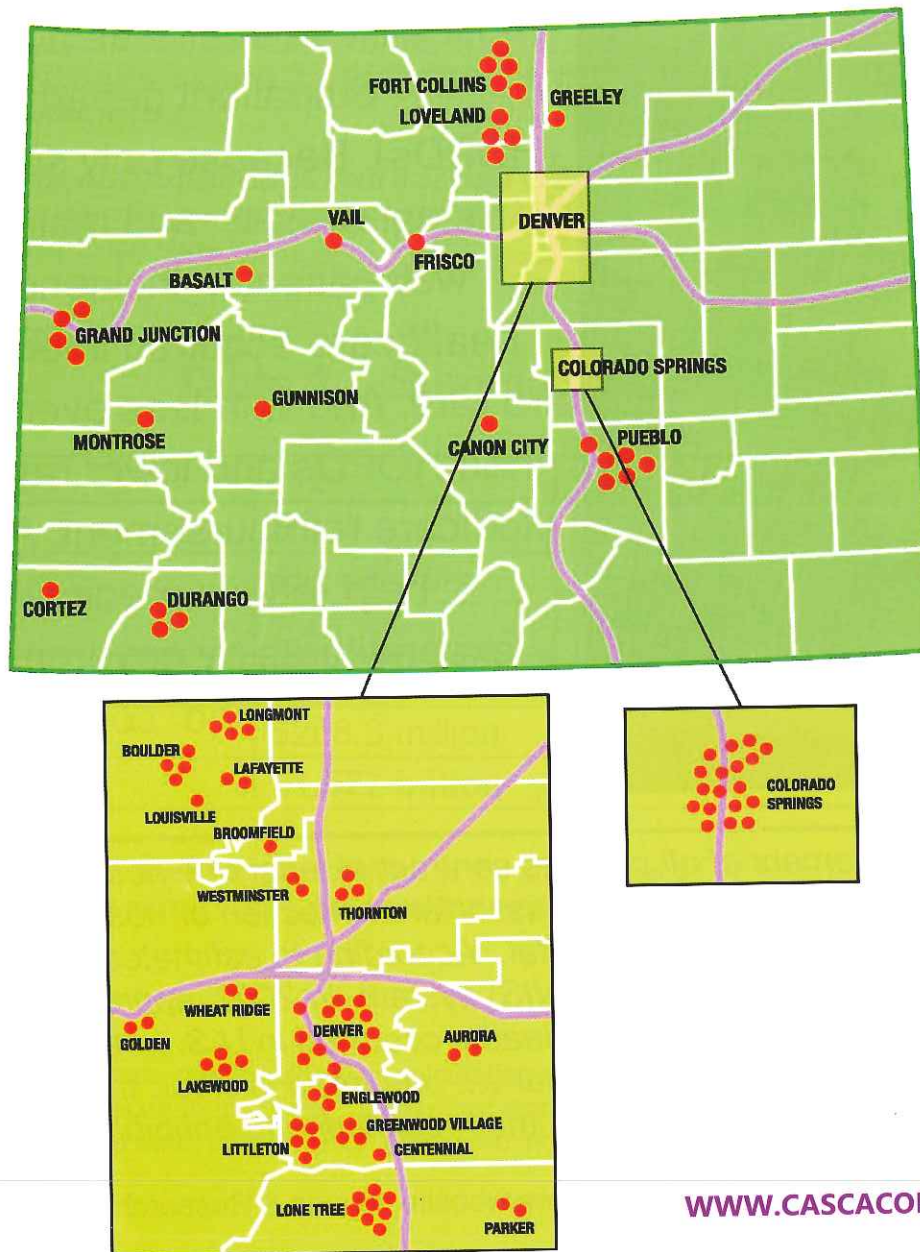 FORT COLLINS
LOVELAND
GREELEY
DENVER
VAIL
FRISCO
BASALT
GRAND JUNCTION
COLORADO SPRINGS
GUNNISON
MONTROSE
CANON CITY
PUEBLO
CORTEZ
DURANGO
LONGMONT
BOULDER
LAFAYETTE
LOUISVILLE
BROOMFIELD
WESTMINSTER
THORNTON
WHEAT RIDGE
GOLDEN
DENVER
AURORA
LAKEWOOD
ENGLEWOOD
GREENWOOD VILLAGE
LITTLETON
CENTENNIAL
LONE TREE
PARKER
COLORADO
SPRINGS
WWW.CASCACO